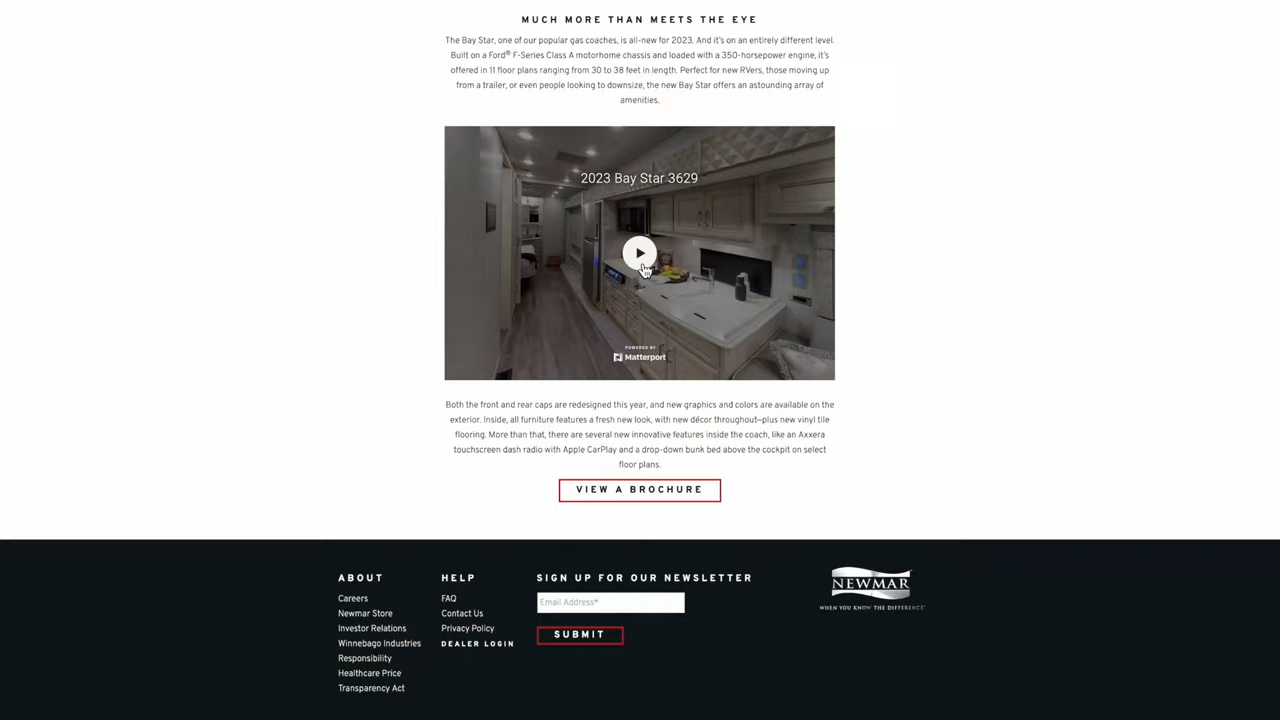 MUCH MORE THAN MEETS THE EYE
The Bay Star, one of our popular gas coaches, is all-new for 2023. And it's on an entirely different level.
Built on a Ford® F-Series Class A motorhome chassis and loaded with a 350-horsepower engine, it's
offered in 11 floor plans ranging from 30 to 38 feet in length. Perfect for new RVers, those moving up
from a trailer, or even people looking to downsize, the new Bay Star offers an astounding array of
amenities.
2023 Bay Star 3629
POWERED BY
Matterport
Both the front and rear caps are redesigned this year, and new graphics and colors are available on the
exterior. Inside, all furniture features a fresh new look, with new décor throughout—plus new vinyl tile
flooring. More than that, there are several new innovative features inside the coach, like an Axxera
touchscreen dash radio with Apple CarPlay and a drop-down bunk bed above the cockpit on select
floor plans.
VIEW A BROCHURE
ABOUT
Careers
Newmar Store
Investor Relations
Winnebago Industries
Responsibility
Healthcare Price
Transparency Act
HELP
FAQ
Contact Us
Privacy Policy
DEALER LOGIN
SIGN UP FOR OUR NEWSLETTER
Email Address*
SUBMIT
NEWMAR
WHEN YOU KNOW THE DIFFERENCE